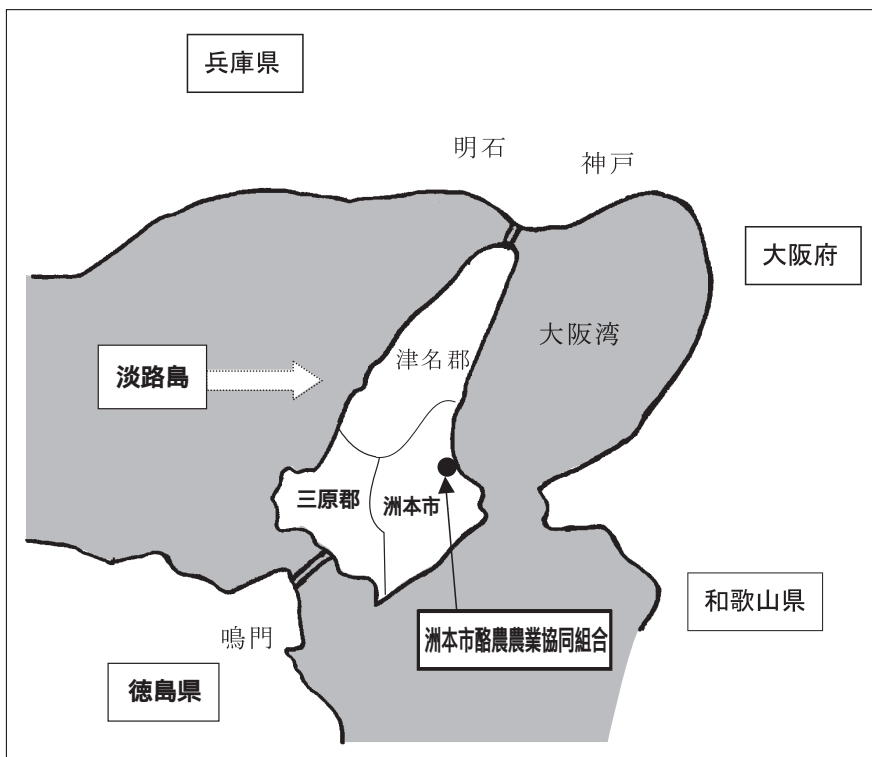 兵庫県
明石
神戸
大阪府
大阪湾
津名郡
淡路島
三原郡
洲本市
和歌山県
洲本市酪農農業協同組合
鳴門
徳島県